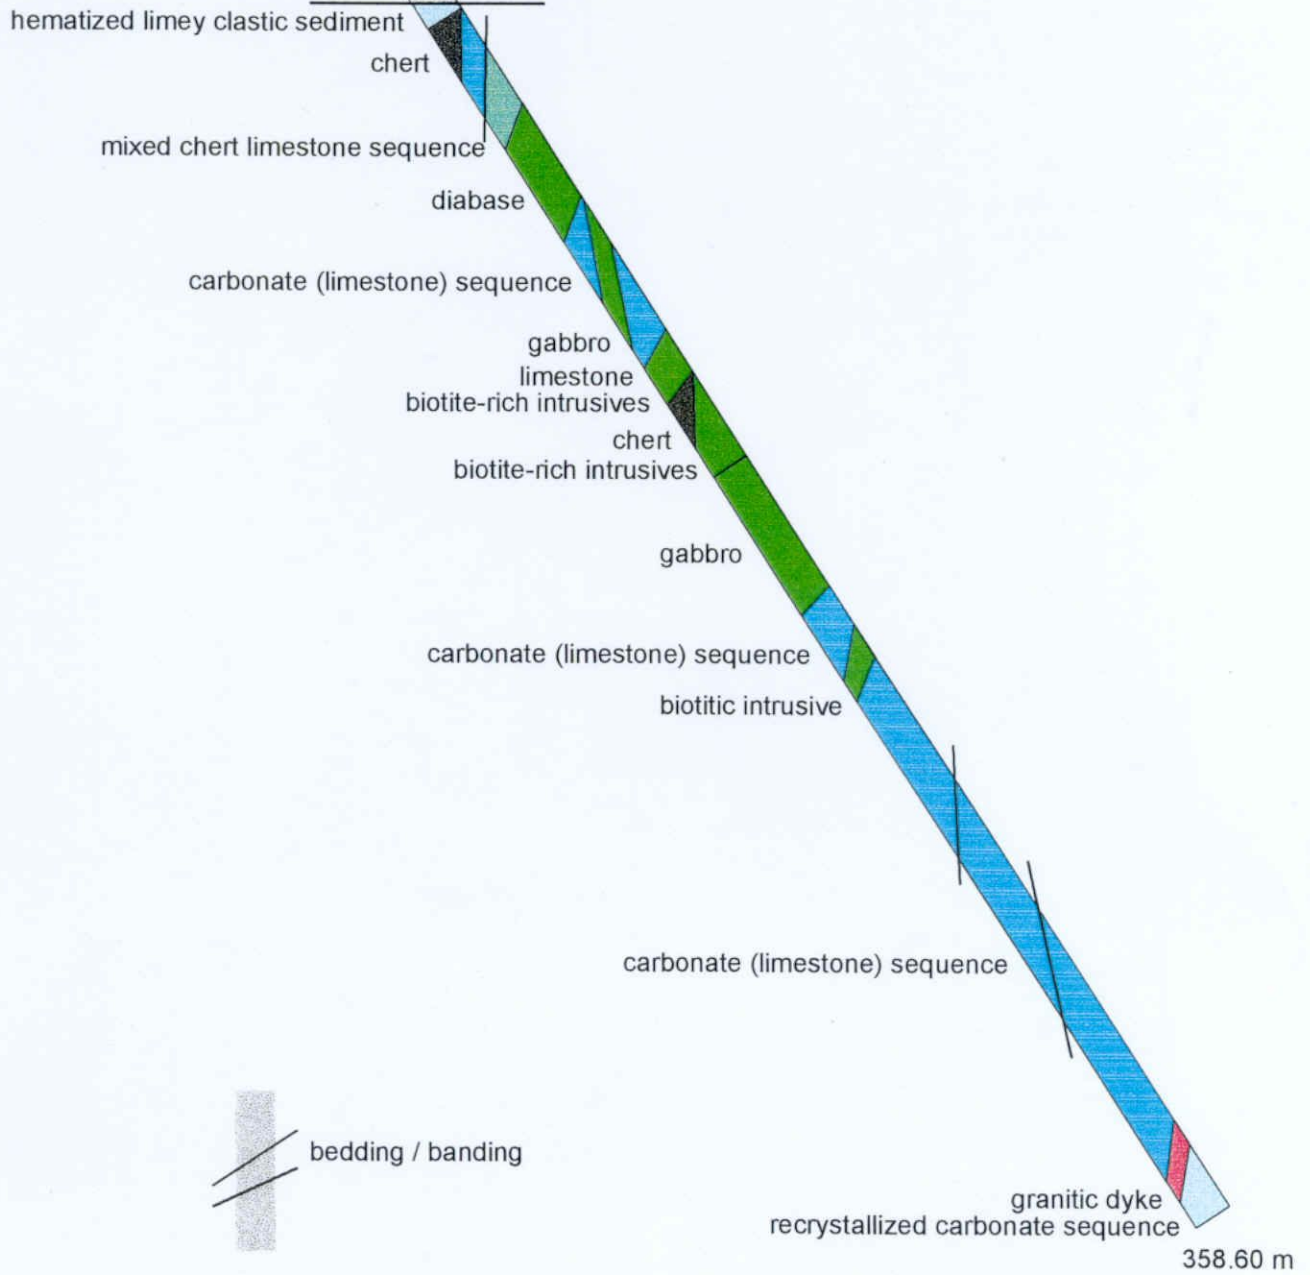 hematized limey clastic sediment
chert
mixed chert limestone sequence
diabase
carbonate (limestone) sequence
gabbro
limestone
biotite-rich intrusives
chert
biotite-rich intrusives
gabbro
carbonate (limestone) sequence
biotitic intrusive
carbonate (limestone) sequence
bedding / banding
granitic dyke
recrystallized carbonate sequence
358.60 m